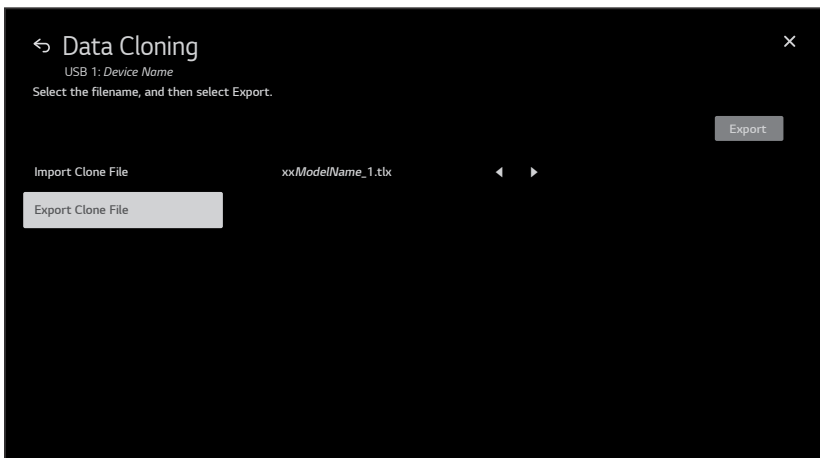 Data Cloning
USB 1: Device Name
Select the filename, and then select Export.
Export
Import Clone File
xxModelName_1.tlx
Export Clone File